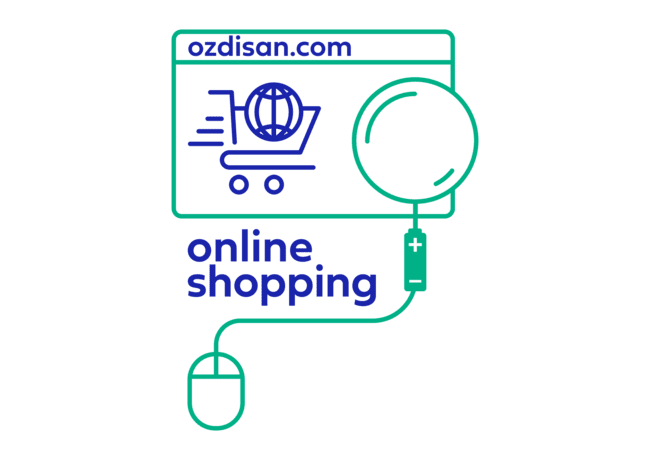 ozdisan.com
online
shopping
+
−